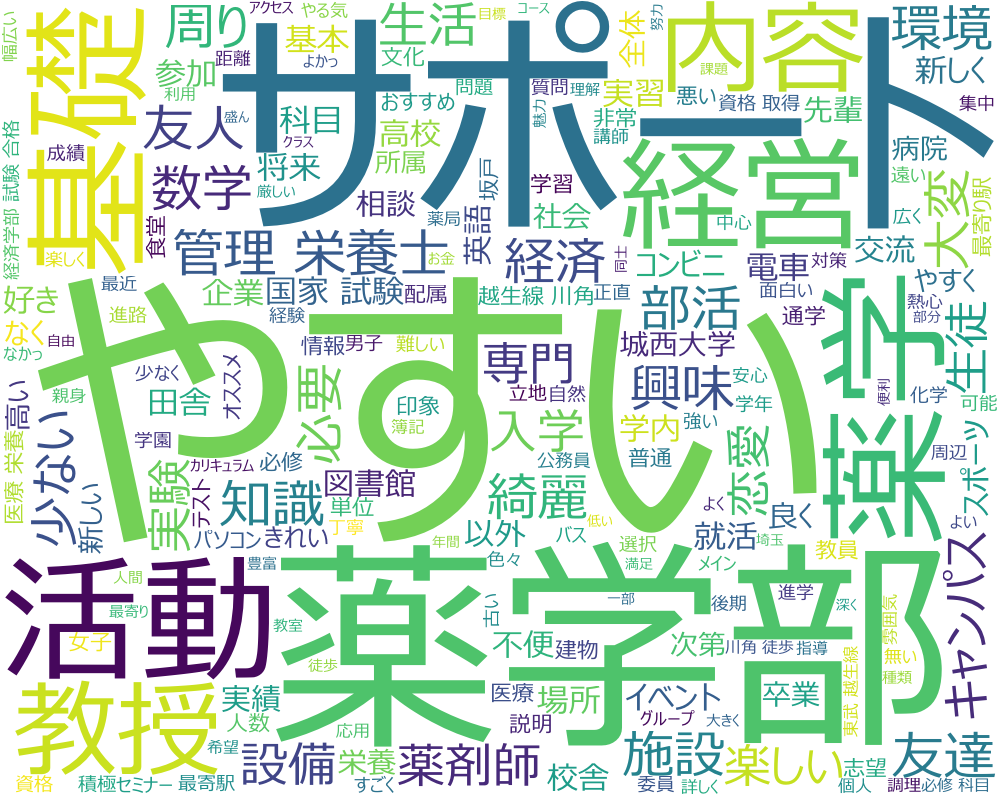 幅広い
基礎
周り
参加
距離
利用
やる気
基本
よかっ
アクセス
生活
文化
目標
コース
努力
全体
サポート
内容
課題
環境
新しく
集中
おすすめ
問題
質問
理解
実習
悪い
資格 取得
先輩
成績
友人
盛ん
クラス
科目
高校
所属
魅力
非常
講師
経営
病院
遠い
広く
最寄り駅
経済学部
試験 合格
楽しく
食堂
数学
厳しい
将来
相談
薬局
英語
坂戸
学習
社会
中心
大変
交流
管理 栄養士
お金
経済
同士
コンビニ
電車
対策
やすく
面白い
熱心
部分
好き
なく
なかっ
自由
最近
進路
企業
国家 試験
経験
配属
越生線 川角
正直
部活
通学
薬学
生徒
やすい
情報
男子
難しい
専門
立地
自然
城西大学
興味
安心
学年
便利
化学
可能
親身
少なく
オススメ
田舎
必要
印象
簿記
入学
学内
強い
高い
少ない
医療 栄養
新しい
学園
実験
テスト
カリキュラム
必修
図書館
公務員
普通
恋愛
周辺
スポーツ
知識
単位
丁寧
綺麗
パソコン
きれい
以外
バス
低い
就活
良く
よく
よい
教員
埼玉
キャンパス
活動
人間
豊富
年間
色々
選択
満足
メイン
最寄り
教室
薬学部
古い
一部
後期
進学
深く
雰囲気
女子
徒歩
不便
建物
次第
川角 徒歩
指導
無い
種類
東武 越生線
教授
実績
人数
応用
医療
場所
イベント
卒業
説明
グループ
大きく
友達
希望
設備
栄養
薬剤師
校舎
施設
楽しい
志望
資格
積極
セミナー
最寄駅
すごく
委員
詳しく
個人
調理
必修 科目